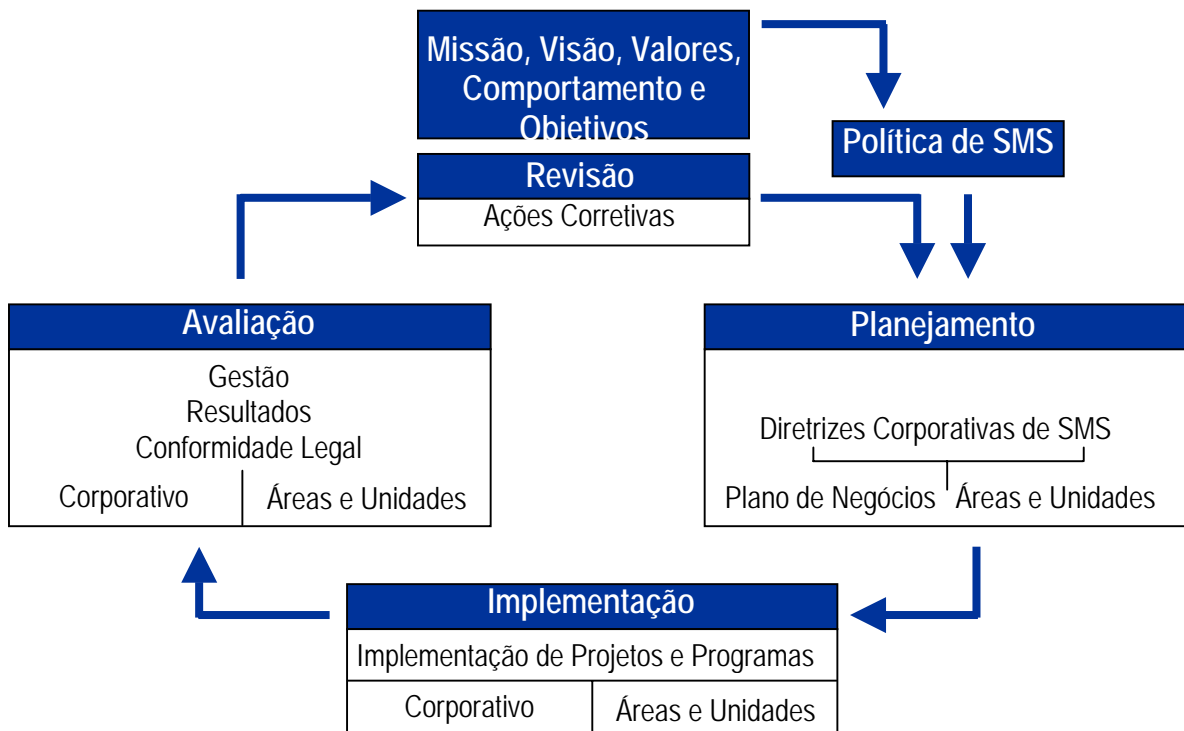 Missão, Visão, Valores,
Comportamento e
Objetivos
Política de SMS
Revisão
Ações Corretivas
Avaliação
Gestão
Resultados
Conformidade Legal
Corporativo
Áreas e Unidades
Planejamento
Diretrizes Corporativas de SMS
Plano de Negócios
Áreas e Unidades
Implementação
Implementação de Projetos e Programas
Corporativo
Áreas e Unidades